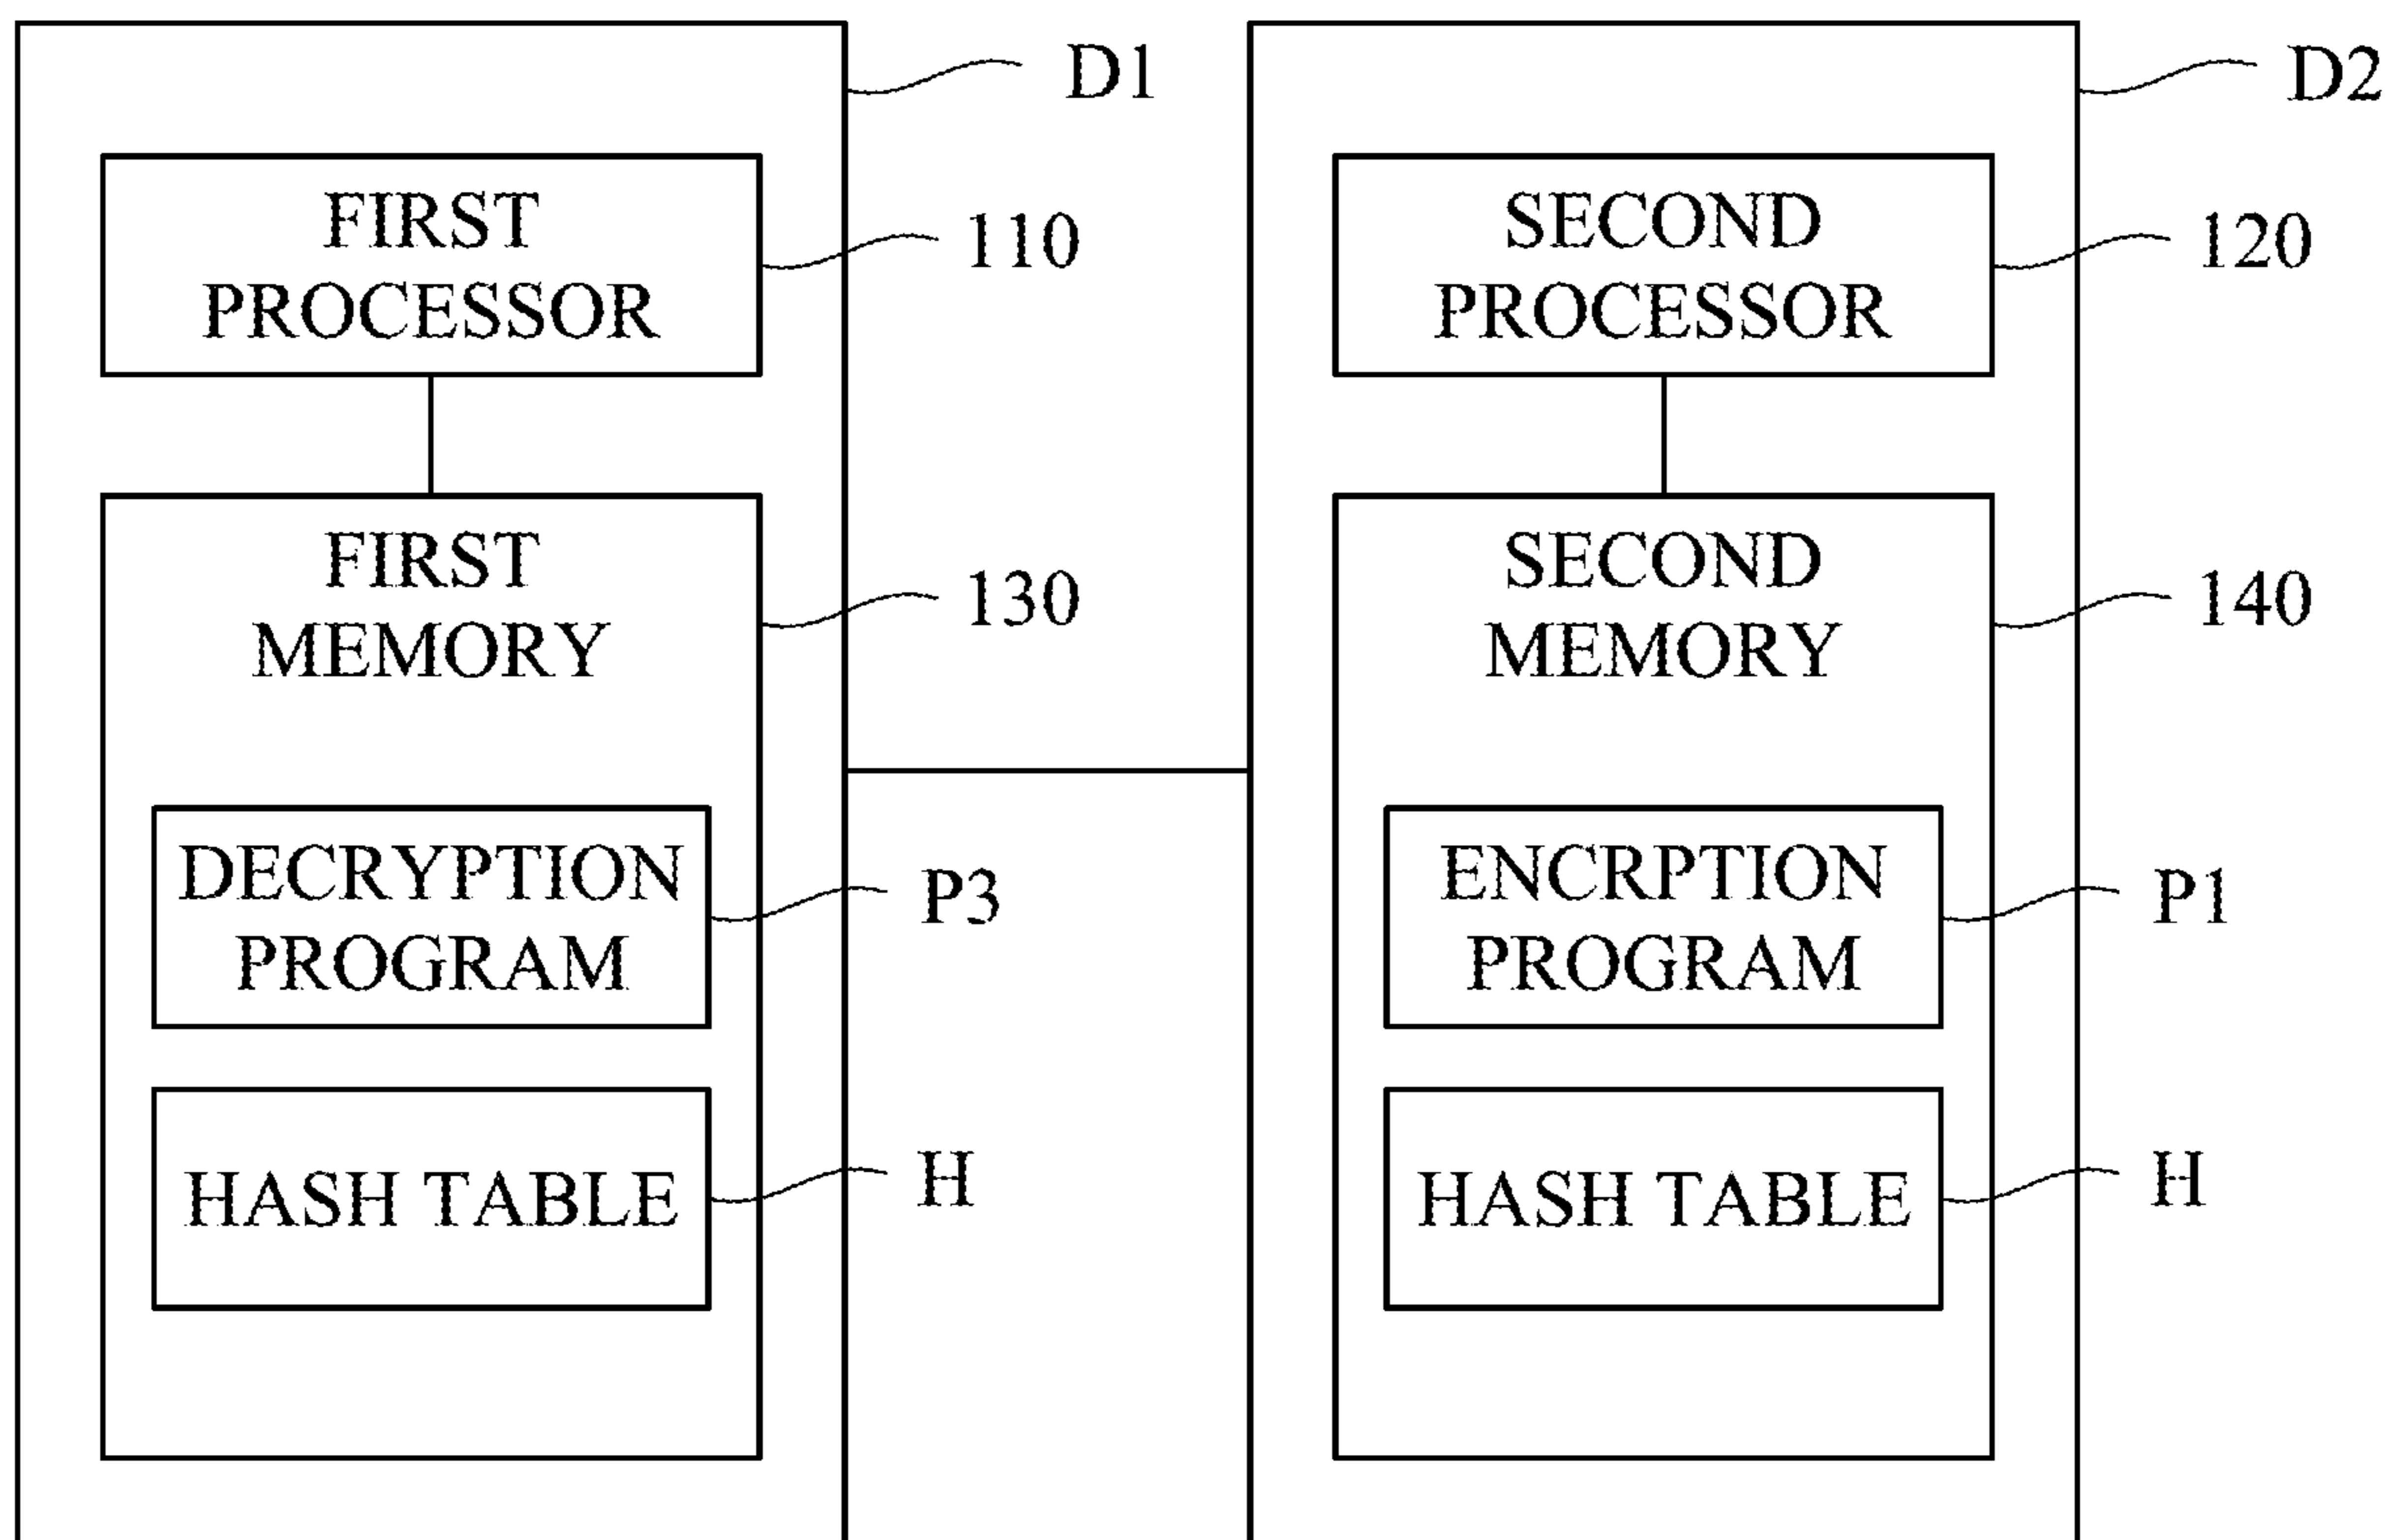 D1
FIRST
PROCESSOR
110
FIRST
MEMORY
130
DECRYPTION
PROGRAM
P3
HASH TABLE
H
D2
SECOND
PROCESSOR
120
SECOND
MEMORY
140
ENCRPTION
PROGRAM
P1
HASH TABLE
H